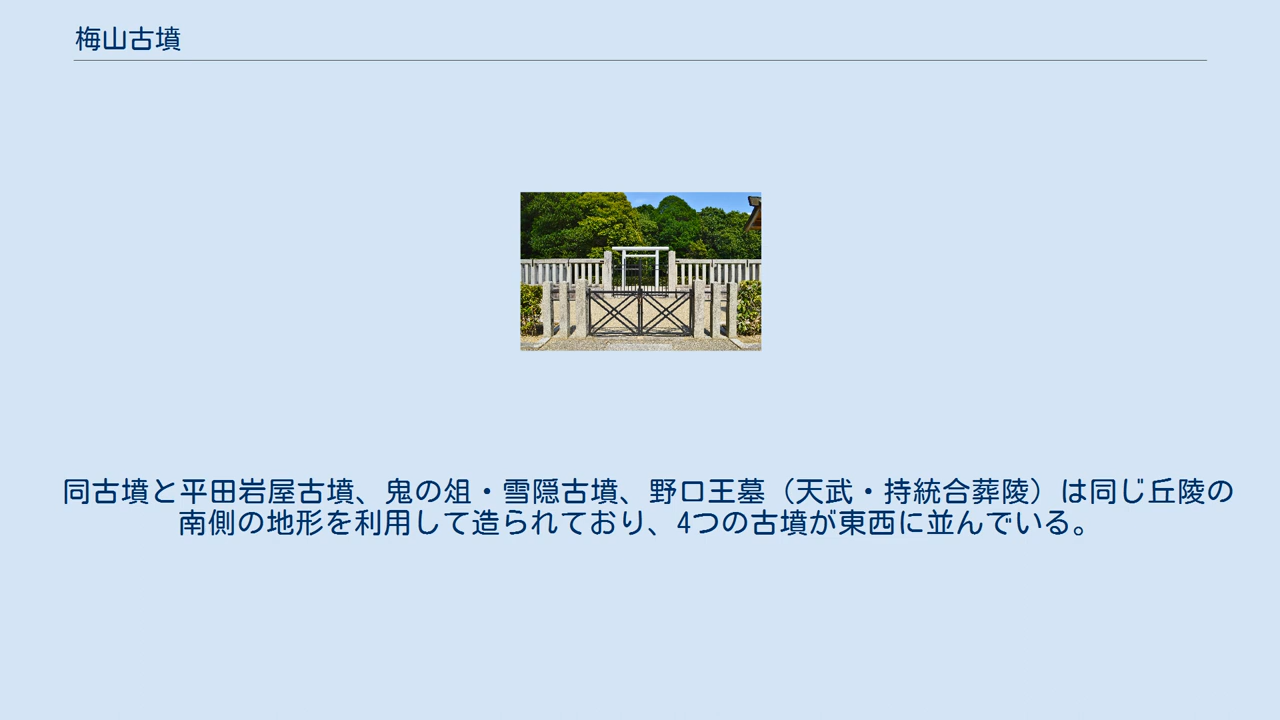 梅山古墳
同古墳と平田岩屋古墳、鬼の俎・雪隠古墳、野口王墓（天武・持統合葬陵）は同じ丘陵の
南側の地形を利用して造られており、4つの古墳が東西に並んでいる。